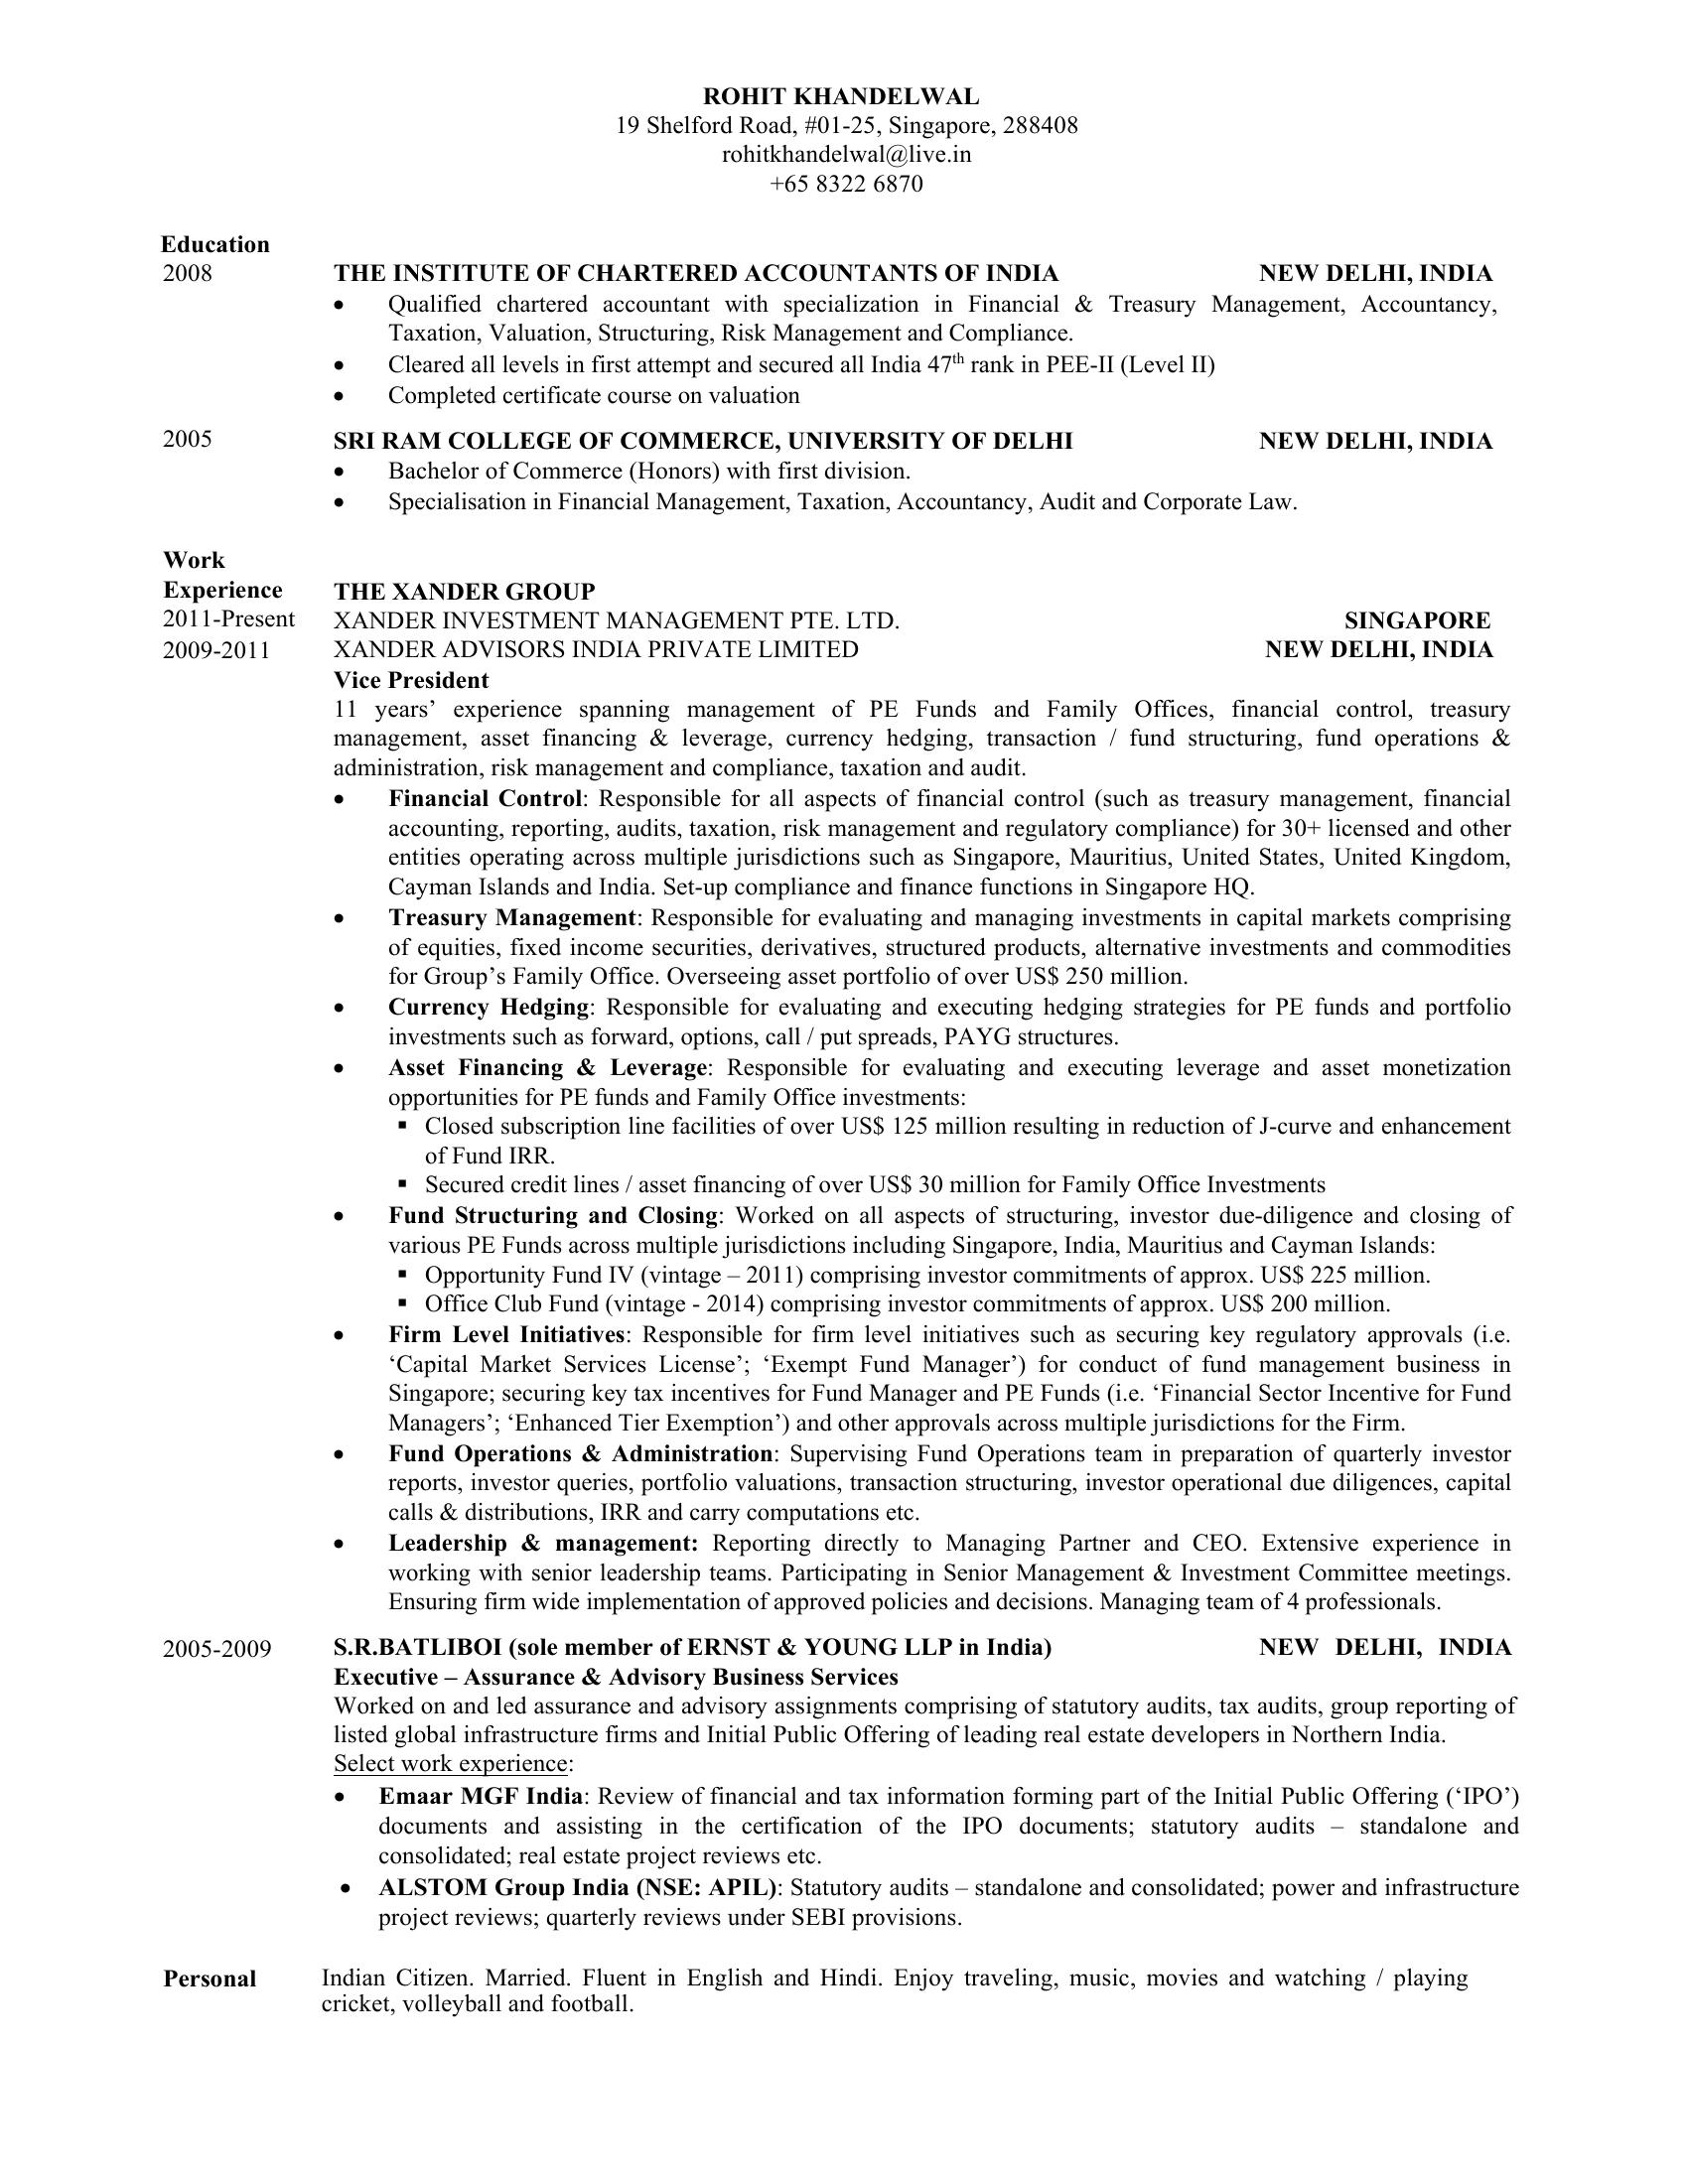 ROHIT KHANDELWAL
19 Shelford Road, #01-25, Singapore, 288408
rohitkhandelwal@live.in
+65 8322 6870
Education
2008 THE INSTITUTE OF CHARTERED ACCOUNTANTS OF INDIA NEW DELHI, INDIA
• Qualified chartered accountant with specialization in Financial & Treasury Management, Accountancy,
Taxation, Valuation, Structuring, Risk Management and Compliance.
• Cleared all levels in first attempt and secured all India 47th rank in PEE-II (Level II)
• Completed certificate course on valuation
2005 SRI RAM COLLEGE OF COMMERCE, UNIVERSITY OF DELHI NEW DELHI, INDIA
• Bachelor of Commerce (Honors) with first division.
• Specialisation in Financial Management, Taxation, Accountancy, Audit and Corporate Law.
Work
Experience THE XANDER GROUP
2011-Present XANDER INVESTMENT MANAGEMENT PTE. LTD. SINGAPORE
2009-2011 XANDER ADVISORS INDIA PRIVATE LIMITED NEW DELHI, INDIA
Vice President
11 years’ experience spanning management of PE Funds and Family Offices, financial control, treasury
management, asset financing & leverage, currency hedging, transaction / fund structuring, fund operations &
administration, risk management and compliance, taxation and audit.
• Financial Control: Responsible for all aspects of financial control (such as treasury management, financial
accounting, reporting, audits, taxation, risk management and regulatory compliance) for 30+ licensed and other
entities operating across multiple jurisdictions such as Singapore, Mauritius, United States, United Kingdom,
Cayman Islands and India. Set-up compliance and finance functions in Singapore HQ.
• Treasury Management: Responsible for evaluating and managing investments in capital markets comprising
of equities, fixed income securities, derivatives, structured products, alternative investments and commodities
for Group’s Family Office. Overseeing asset portfolio of over US$ 250 million.
• Currency Hedging: Responsible for evaluating and executing hedging strategies for PE funds and portfolio
investments such as forward, options, call / put spreads, PAYG structures.
• Asset Financing & Leverage: Responsible for evaluating and executing leverage and asset monetization
opportunities for PE funds and Family Office investments:
▪ Closed subscription line facilities of over US$ 125 million resulting in reduction of J-curve and enhancement
of Fund IRR.
▪ Secured credit lines / asset financing of over US$ 30 million for Family Office Investments
• Fund Structuring and Closing: Worked on all aspects of structuring, investor due-diligence and closing of
various PE Funds across multiple jurisdictions including Singapore, India, Mauritius and Cayman Islands:
▪ Opportunity Fund IV (vintage – 2011) comprising investor commitments of approx. US$ 225 million.
▪ Office Club Fund (vintage - 2014) comprising investor commitments of approx. US$ 200 million.
• Firm Level Initiatives: Responsible for firm level initiatives such as securing key regulatory approvals (i.e.
‘Capital Market Services License’; ‘Exempt Fund Manager’) for conduct of fund management business in
Singapore; securing key tax incentives for Fund Manager and PE Funds (i.e. ‘Financial Sector Incentive for Fund
Managers’; ‘Enhanced Tier Exemption’) and other approvals across multiple jurisdictions for the Firm.
• Fund Operations & Administration: Supervising Fund Operations team in preparation of quarterly investor
reports, investor queries, portfolio valuations, transaction structuring, investor operational due diligences, capital
calls & distributions, IRR and carry computations etc.
• Leadership & management: Reporting directly to Managing Partner and CEO. Extensive experience in
working with senior leadership teams. Participating in Senior Management & Investment Committee meetings.
Ensuring firm wide implementation of approved policies and decisions. Managing team of 4 professionals.
2005-2009 S.R.BATLIBOI (sole member of ERNST & YOUNG LLP in India) NEW DELHI, INDIA
Executive – Assurance & Advisory Business Services
Worked on and led assurance and advisory assignments comprising of statutory audits, tax audits, group reporting of
listed global infrastructure firms and Initial Public Offering of leading real estate developers in Northern India.
Select work experience:
• Emaar MGF India: Review of financial and tax information forming part of the Initial Public Offering (‘IPO’)
documents and assisting in the certification of the IPO documents; statutory audits – standalone and
consolidated; real estate project reviews etc.
• ALSTOM Group India (NSE: APIL): Statutory audits – standalone and consolidated; power and infrastructure
project reviews; quarterly reviews under SEBI provisions.
Personal Indian Citizen. Married. Fluent in English and Hindi. Enjoy traveling, music, movies and watching / playing
cricket, volleyball and football.